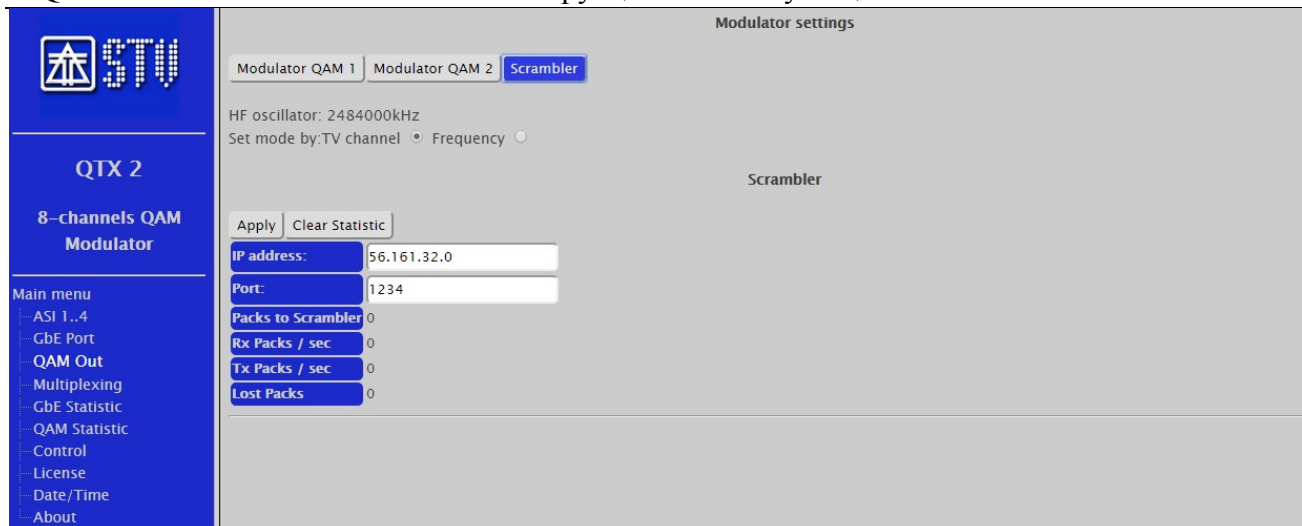 Modulator settings
STV
Modulator QAM 1 Modulator QAM 2 Scrambler
HF oscillator: 2484000kHz
Set mode by:TV channel Frequency
QTX 2
Scrambler
8-channels QAM
Modulator
Apply Clear Statistic
IP address: 56.161.32.0
Port: 1234
Packs to Scrambler 0
Rx Packs / sec 0
Tx Packs / sec 0
Lost Packs 0
Main menu
ASI 1..4
GbE Port
QAM Out
Multiplexing
GbE Statistic
QAM Statistic
Control
License
Date/Time
About